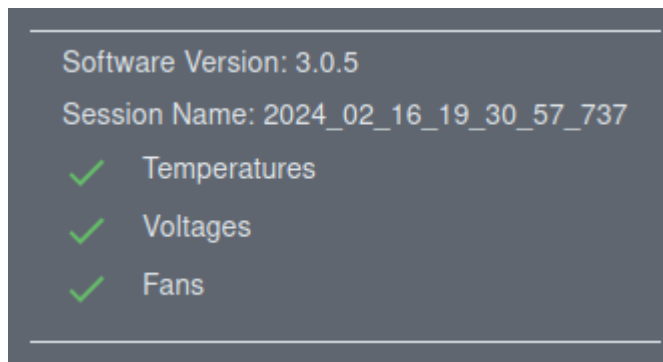 Software Version: 3.0.5
Session Name: 2024_02_16_19_30_57_737
Temperatures
Voltages
Fans